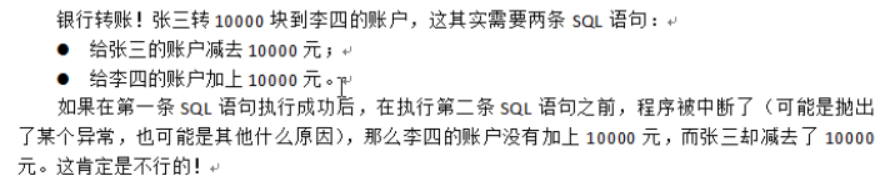 银行转账！张三转 10000 块到李四的账户，这其实需要两条 SQL 语句：
● 给张三的账户减去 10000 元；
● 给李四的账户加上 10000 元。
如果在第一条 SQL 语句执行成功后，在执行第二条 SQL 语句之前，程序被中断了（可能是抛出
了某个异常，也可能是其他什么原因），那么李四的账户没有加上 10000 元，而张三却减去了 10000
元。这肯定是不行的！